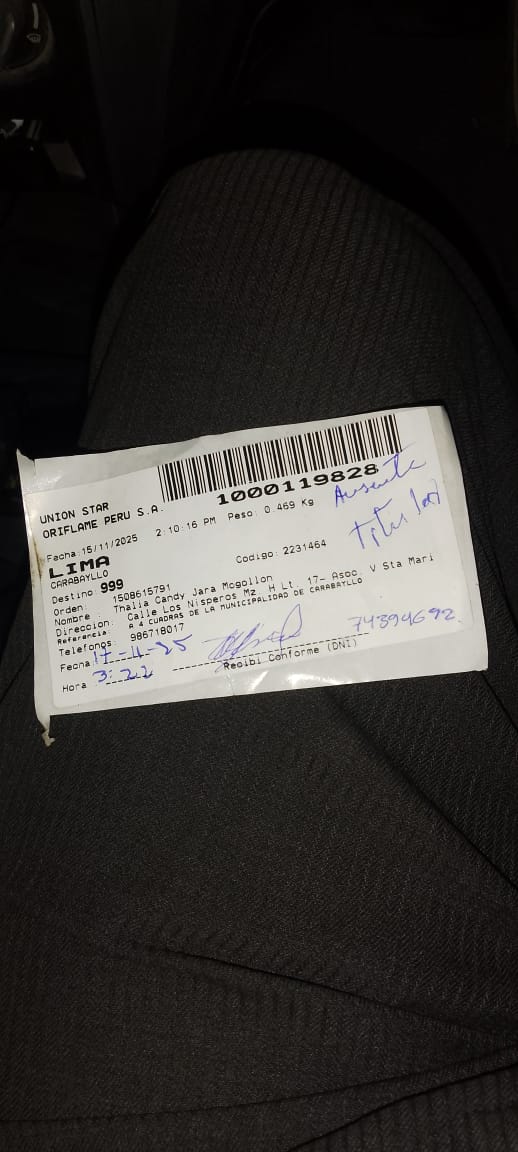 1000119828
UNION STAR
ORIFLAME PERU S.A.
Fecha:15/11/2025 2:10:16 PM Peso: 0.469 Kg
Ausente
Titular
LIMA
CARABAYLLO
Destino: 999 Codigo: 2231464
Orden: 1508615791
Nombre : Thalia Candy Jara Mogollon
Direccion: Calle Los Nisperos Mz. H Lt. 17- Asoc. V Sta Mari
Referencia: A 4 CUADRAS DE LA MUNICIPALIDAD DE CARABAYLLO
Telefonos: 986718017
Fecha 17-11-25 74394692
Hora 3:22 Recibi Conforme (DNI)